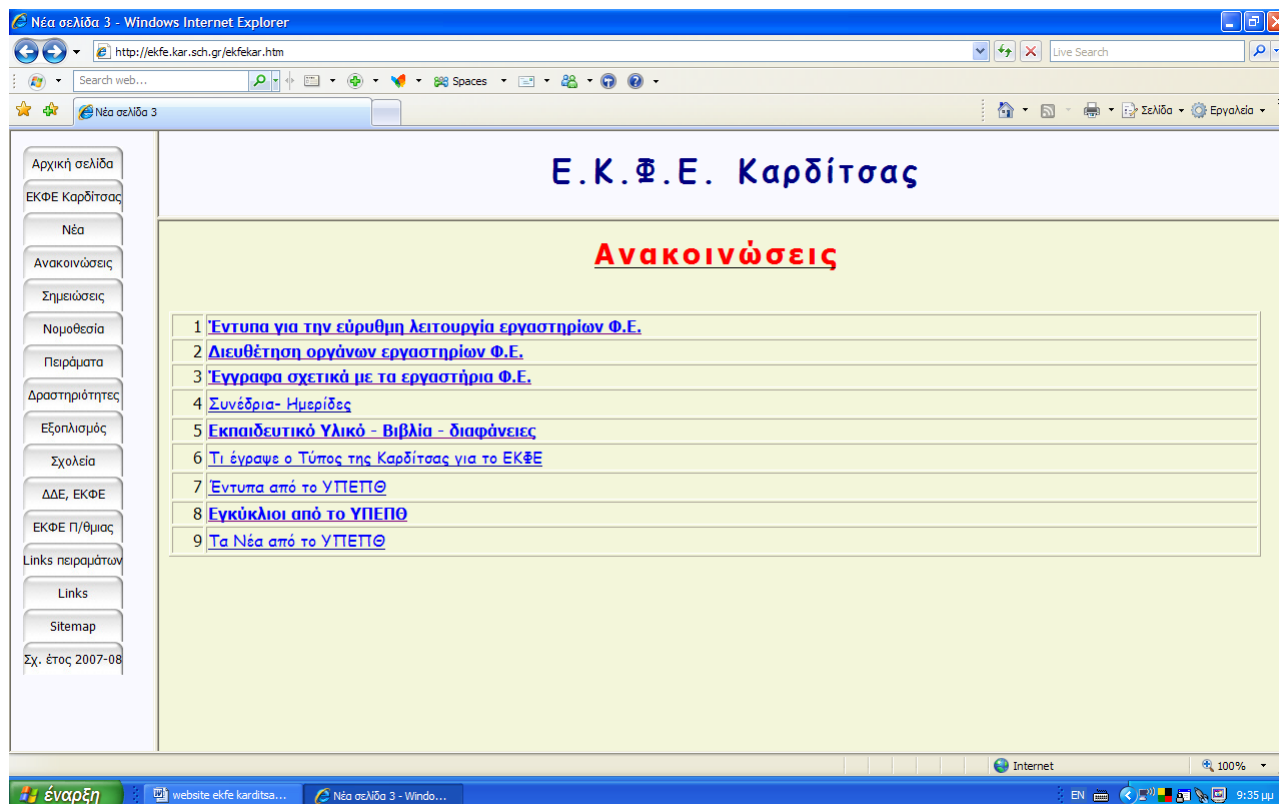 Νέα σελίδα 3 - Windows Internet Explorer
http://ekfe.kar.sch.gr/ekfekar.htm
Live Search
Search web...
Spaces
Νέα σελίδα 3
Σελίδα
Εργαλεία
Αρχική σελίδα
ΕΚΦΕ Καρδίτσας
Νέα
Ανακοινώσεις
Σημειώσεις
Νομοθεσία
Πειράματα
Δραστηριότητες
Εξοπλισμός
Σχολεία
ΔΔΕ, ΕΚΦΕ
ΕΚΦΕ Π/θμιας
Links πειραμάτων
Links
Sitemap
Σχ. έτος 2007-08
Ε.Κ.Φ.Ε. Καρδίτσας
Ανακοινώσεις
1 Έντυπα για την εύρυθμη λειτουργία εργαστηρίων Φ.Ε.
2 Διευθέτηση οργάνων εργαστηρίων Φ.Ε.
3 Έγγραφα σχετικά με τα εργαστήρια Φ.Ε.
4 Συνέδρια- Ημερίδες
5 Εκπαιδευτικό Υλικό - Βιβλία - διαφάνειες
6 Τι έγραψε ο Τύπος της Καρδίτσας για το ΕΚΦΕ
7 Έντυπα από το ΥΠΕΠΘ
8 Εγκύκλιοι από το ΥΠΕΠΘ
9 Τα Νέα από το ΥΠΕΠΘ
Internet
100%
έναρξη
website ekfe karditsa...
Νέα σελίδα 3 - Windo...
EN
9:35 μμ